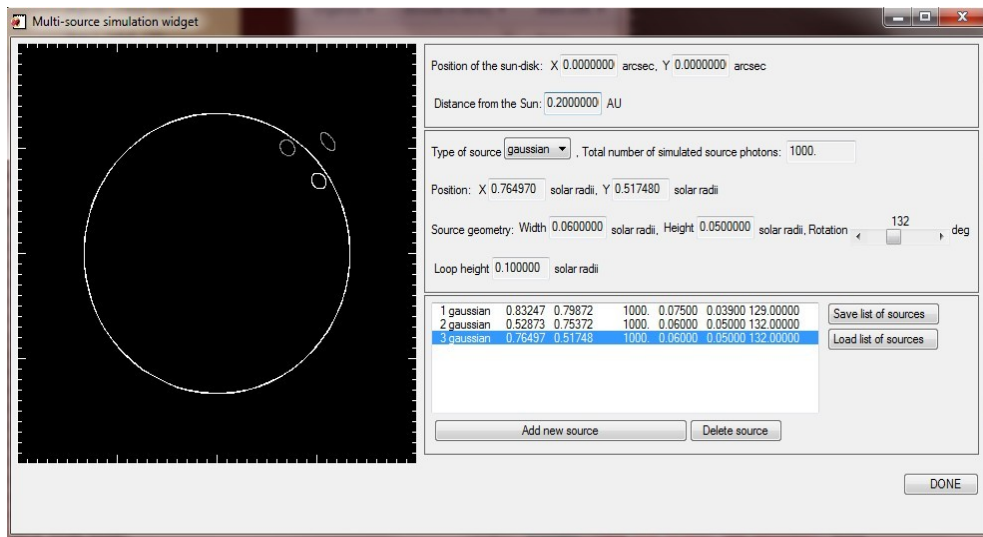 Multi-source simulation widget
Position of the sun-disk: X 0.0000000 arcsec, Y 0.0000000 arcsec
Distance from the Sun: 0.2000000 AU
Type of source gaussian , Total number of simulated source photons: 1000.
Position: X 0.764970 solar radii, Y 0.517480 solar radii
132
Source geometry: Width 0.0600000 solar radii, Height 0.0500000 solar radii, Rotation deg
Loop height 0.100000 solar radii
1 gaussian 0.83247 0.79872 1000. 0.07500 0.03900 129.00000
2 gaussian 0.52873 0.75372 1000. 0.06000 0.05000 132.00000
3 gaussian 0.76497 0.51748 1000. 0.06000 0.05000 132.00000
Save list of sources
Load list of sources
Add new source Delete source
DONE